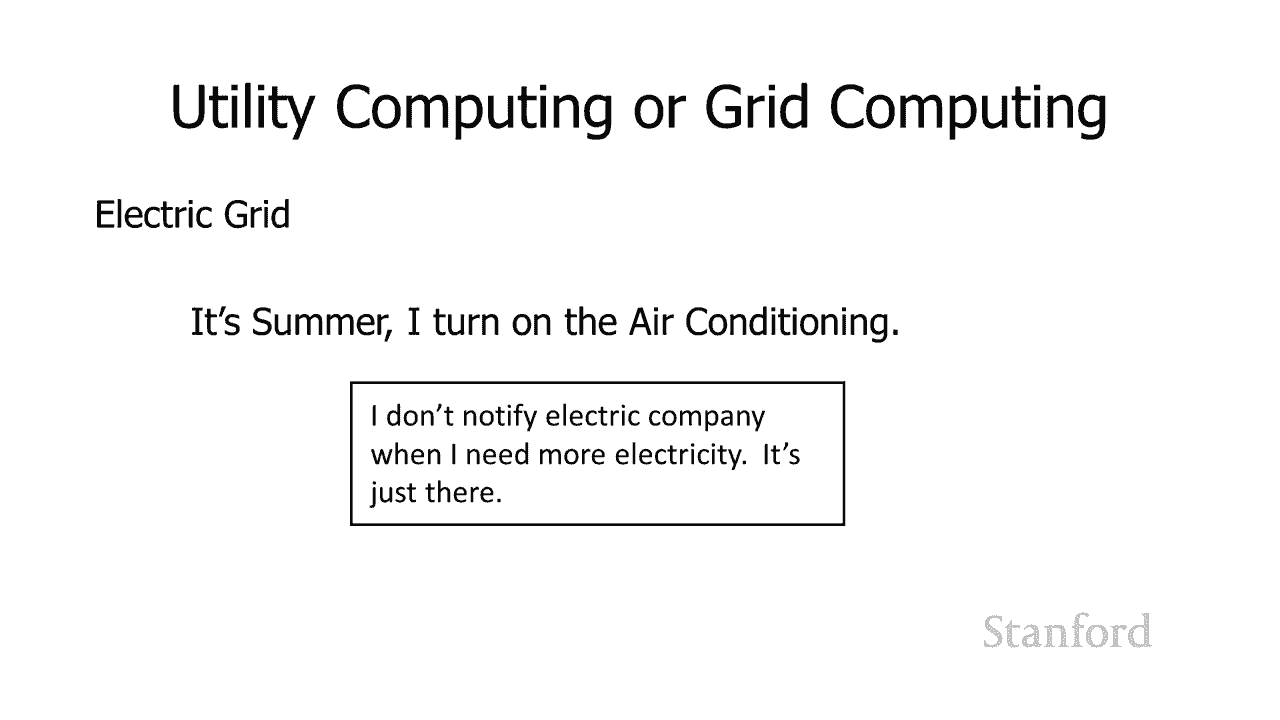 Utility Computing or Grid Computing
Electric Grid
It’s Summer, I turn on the Air Conditioning.
I don’t notify electric company
when I need more electricity.  It’s
just there.
Stanford